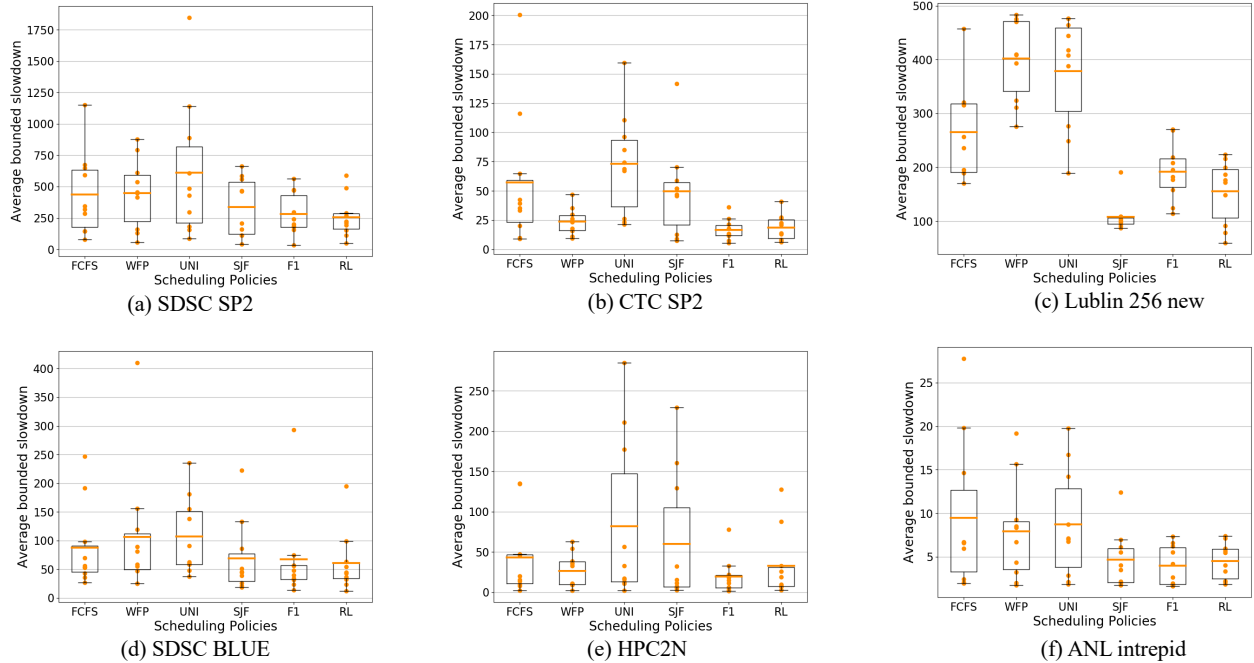 1750
1500
1250
1000
750
500
250
0
Average bounded slowdown
FCFS WFP UNI SJF F1 RL
Scheduling Policies
(a) SDSC SP2
200
175
150
125
100
75
50
25
0
Average bounded slowdown
FCFS WFP UNI SJF F1 RL
Scheduling Policies
(b) CTC SP2
500
400
300
200
100
Average bounded slowdown
FCFS WFP UNI SJF F1 RL
Scheduling Policies
(c) Lublin 256 new
400
350
300
250
200
150
100
50
0
Average bounded slowdown
FCFS WFP UNI SJF F1 RL
Scheduling Policies
(d) SDSC BLUE
250
200
150
100
50
0
Average bounded slowdown
FCFS WFP UNI SJF F1 RL
Scheduling Policies
(e) HPC2N
25
20
15
10
5
Average bounded slowdown
FCFS WFP UNI SJF F1 RL
Scheduling Policies
(f) ANL intrepid